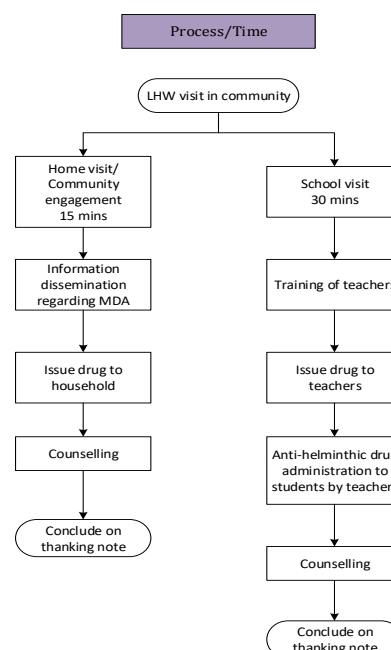 Process/Time
LHW visit in community
Home visit/
Community
engagement
15 mins
Information
dissemination
regarding MDA
Issue drug to
household
Counselling
Conclude on
thanking note
School visit
30 mins
Training of teachers
Issue drug to
teachers
Anti-helminthic dru
administration to
students by teacher
Counselling
Conclude on
thanking note